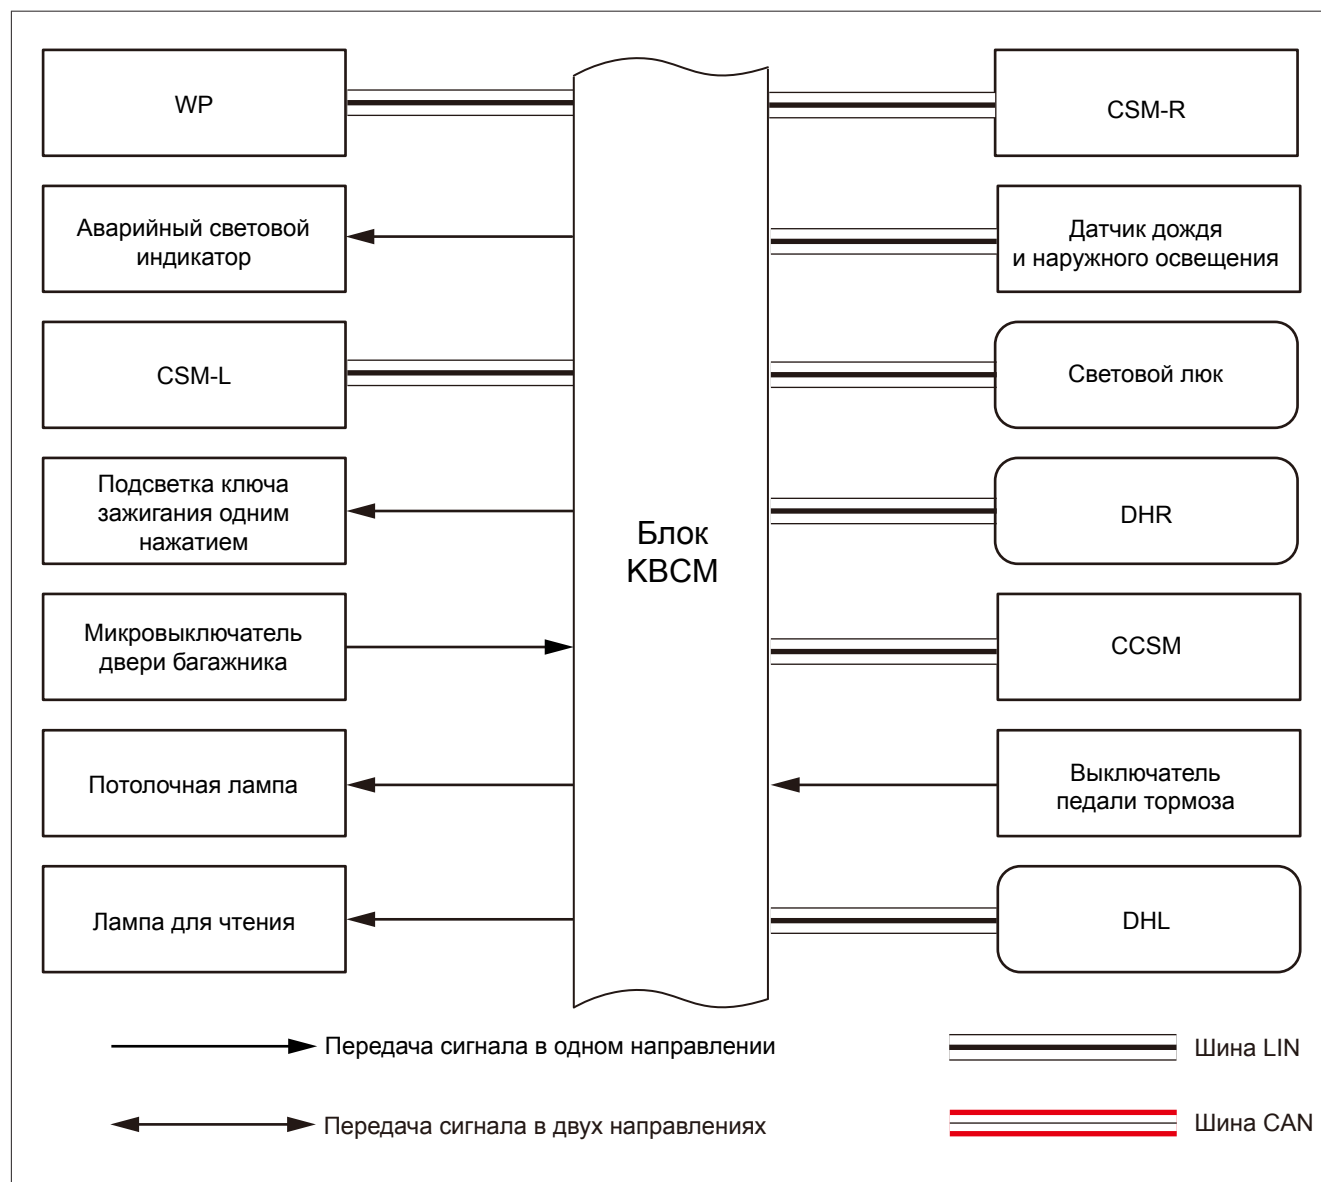 WP
Аварийный световой
индикатор
CSM-L
Подсветка ключа
зажигания одним
нажатием
Микровыключатель
двери багажника
Потолочная лампа
Лампа для чтения
Блок
KBCM
CSM-R
Датчик дождя
и наружного освещения
Световой люк
DHR
CCSM
Выключатель
педали тормоза
DHL
Передача сигнала в одном направлении
Передача сигнала в двух направлениях
Шина LIN
Шина CAN